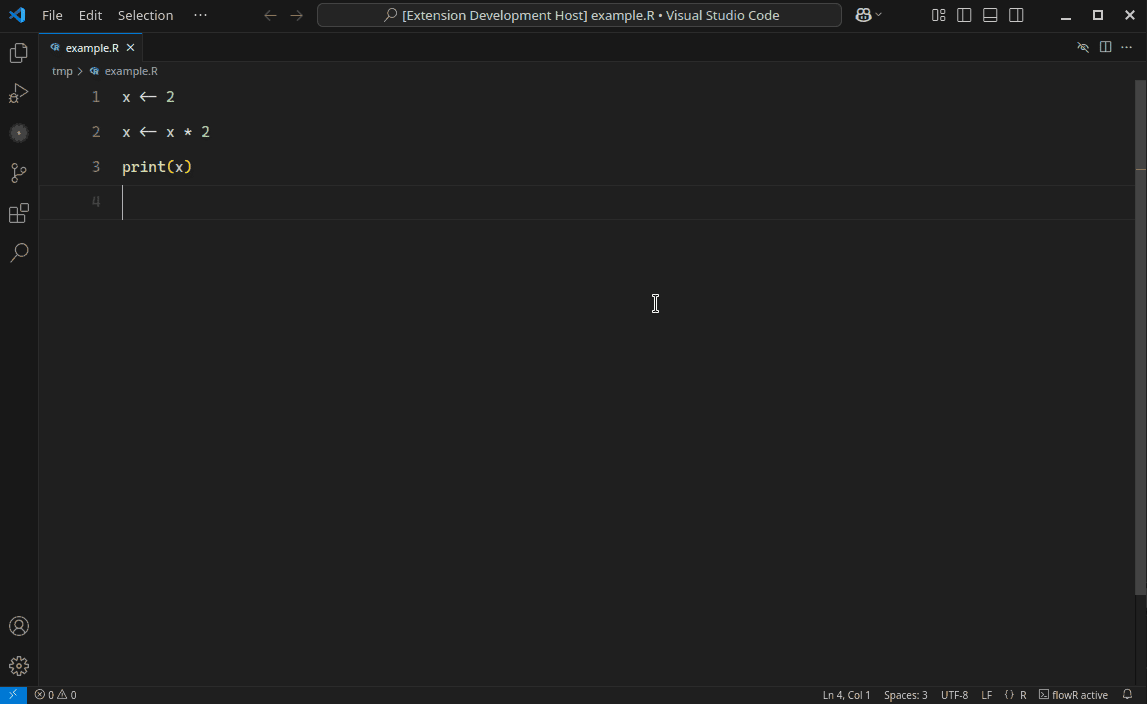 File Edit Selection ··· [Extension Development Host] example.R • Visual Studio Code
example.R
tmp > example.R
1 x <- 2
2 x <- x * 2
3 print(x)
4
0 0 Ln 4, Col 1 Spaces: 3 UTF-8 LF {} R flowR active